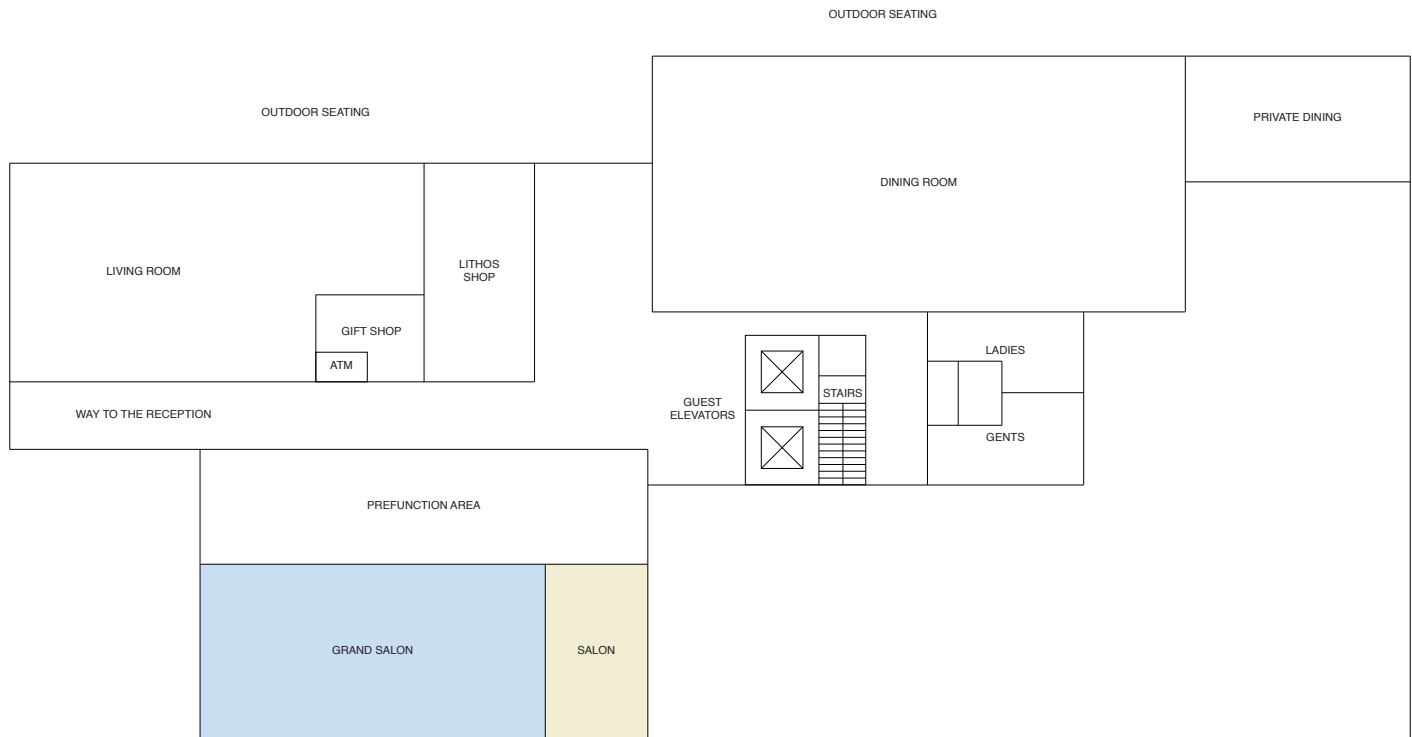 OUTDOOR SEATING
OUTDOOR SEATING
PRIVATE DINING
DINING ROOM
LIVING ROOM
LITHOS
SHOP
GIFT SHOP
ATM
LADIES
STAIRS
GUEST
ELEVATORS
WAY TO THE RECEPTION
GENTS
PREFUNCTION AREA
GRAND SALON
SALON